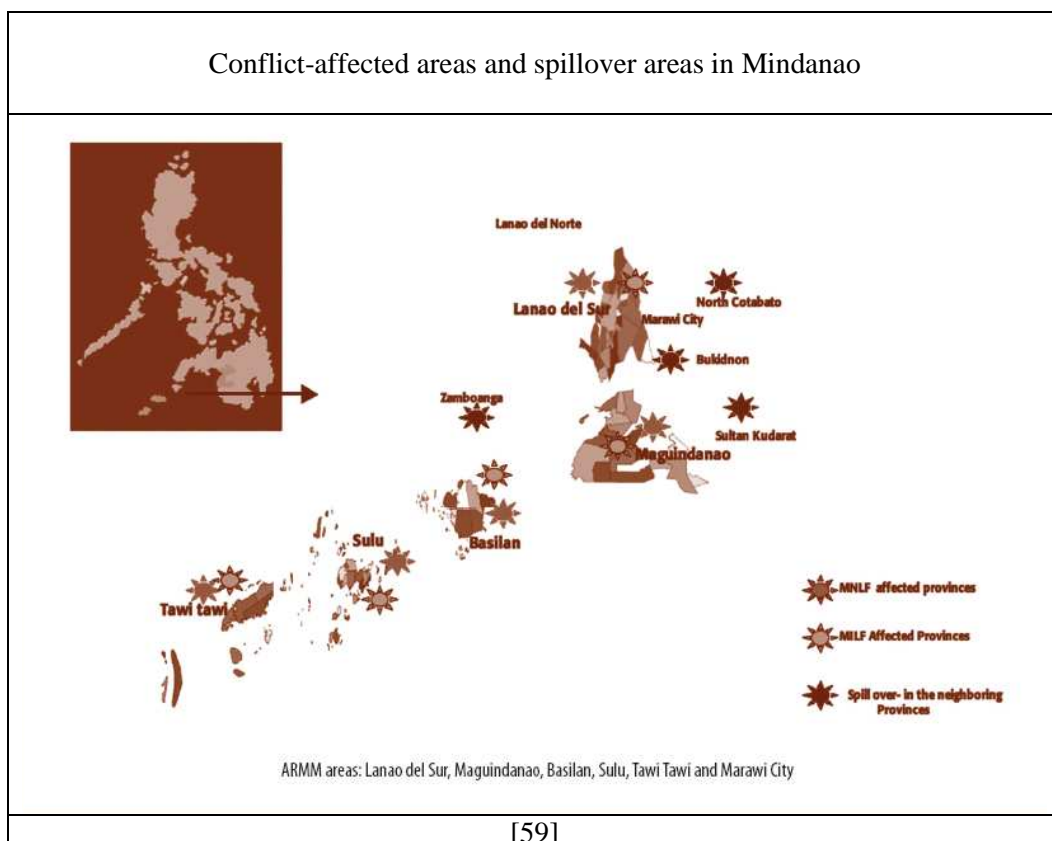 Conflict-affected areas and spillover areas in Mindanao
Lanao del Norte
Lanao del Sur
Marawi City
North Cotabato
Bukidnon
Zamboanga
Sultan Kudarat
Maguindanao
Basilan
Sulu
Tawi tawi
MNLF affected provinces
MILF Affected Provinces
Spill over- in the neighboring
Provinces
ARMM areas: Lanao del Sur, Maguindanao, Basilan, Sulu, Tawi Tawi and Marawi City
[59]